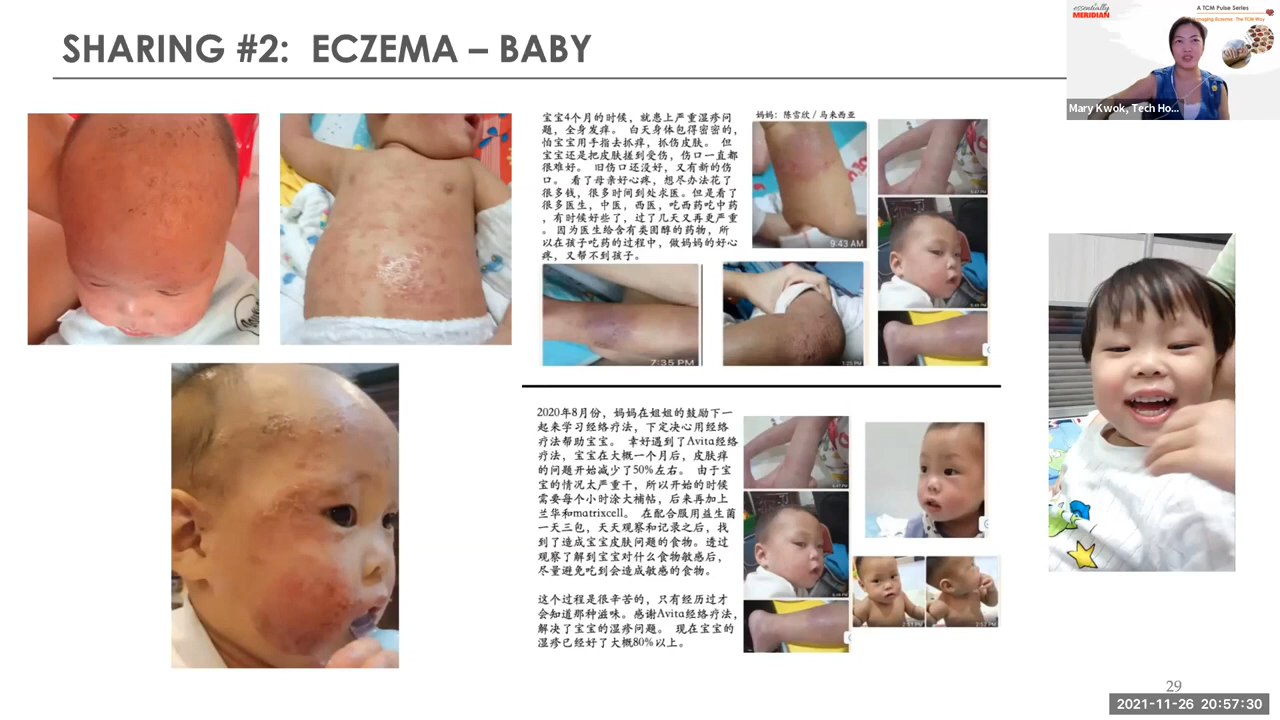 SHARING #2:  ECZEMA – BABY
essentially
MERIDIAN
A TCM Pulse Series
The TCM Way
Mary Kwok, Tech Ho...
宝宝4个月的时候，就患上严重湿疹问
题，全身发痒。 白天身体包得密密的，
怕宝宝用手指去抓痒，抓伤皮肤。 但
宝宝还是把皮肤搓到受伤，伤口一直都
很难好。 旧伤口还没好，又有新的伤
口。 看了母亲好心疼，想尽办法花了
很多钱，很多时间到处求医。但是看了
很多医生，中医，西医，吃西药吃中药
，有时候好些了，过了几天又再更严重
。 因为医生给含有类固醇的药物，所
以在孩子吃药的过程中，做妈妈的好心
疼，又帮不到孩子。
妈妈：陈雪欣 / 马来西亚
9:43 AM
7:35 PM
2020年8月份，妈妈在姐姐的鼓励下一
起来学习经络疗法，下定决心用经络
疗法帮助宝宝。 幸好遇到了Avita经络
疗法，宝宝在大概一个月后，皮肤痒
的问题开始减少了50%左右。 由于宝
宝的情况太严重干，所以开始的时候
需要每个小时涂大补帖，后来再加上
兰华和matrixcell。 在配合服用益生菌
一天三包，天天观察和记录之后，找
到了造成宝宝皮肤问题的食物。透过
观察了解到宝宝对什么食物敏感后，
尽量避免吃到会造成敏感的食物。
这个过程是很辛苦的，只有经历过才
会知道那种滋味。感谢Avita经络疗法，
解决了宝宝的湿疹问题。 现在宝宝的
湿疹已经好了大概80%以上。
29
2021-11-26 20:57:30